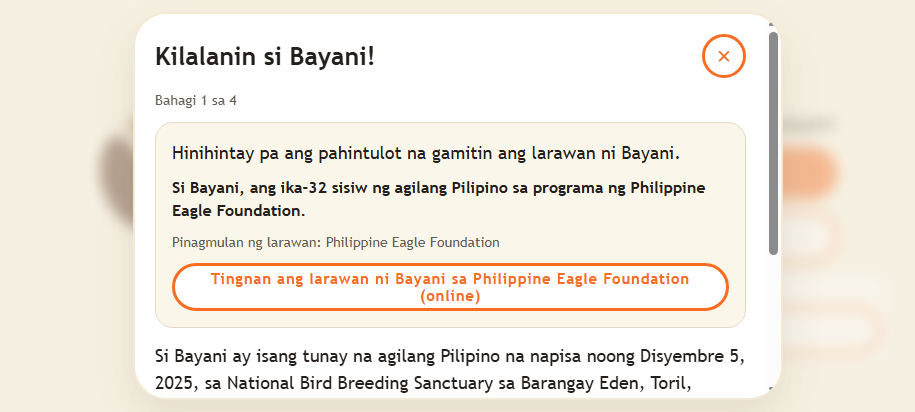 Kilalanin si Bayani!
Bahagi 1 sa 4
Hinihintay pa ang pahintulot na gamitin ang larawan ni Bayani.
Si Bayani, ang ika-32 sisiw ng agilang Pilipino sa programa ng Philippine
Eagle Foundation.
Pinagmulan ng larawan: Philippine Eagle Foundation
Tingnan ang larawan ni Bayani sa Philippine Eagle Foundation
(online)
Si Bayani ay isang tunay na agilang Pilipino na napisa noong Disyembre 5,
2025, sa National Bird Breeding Sanctuary sa Barangay Eden, Toril,